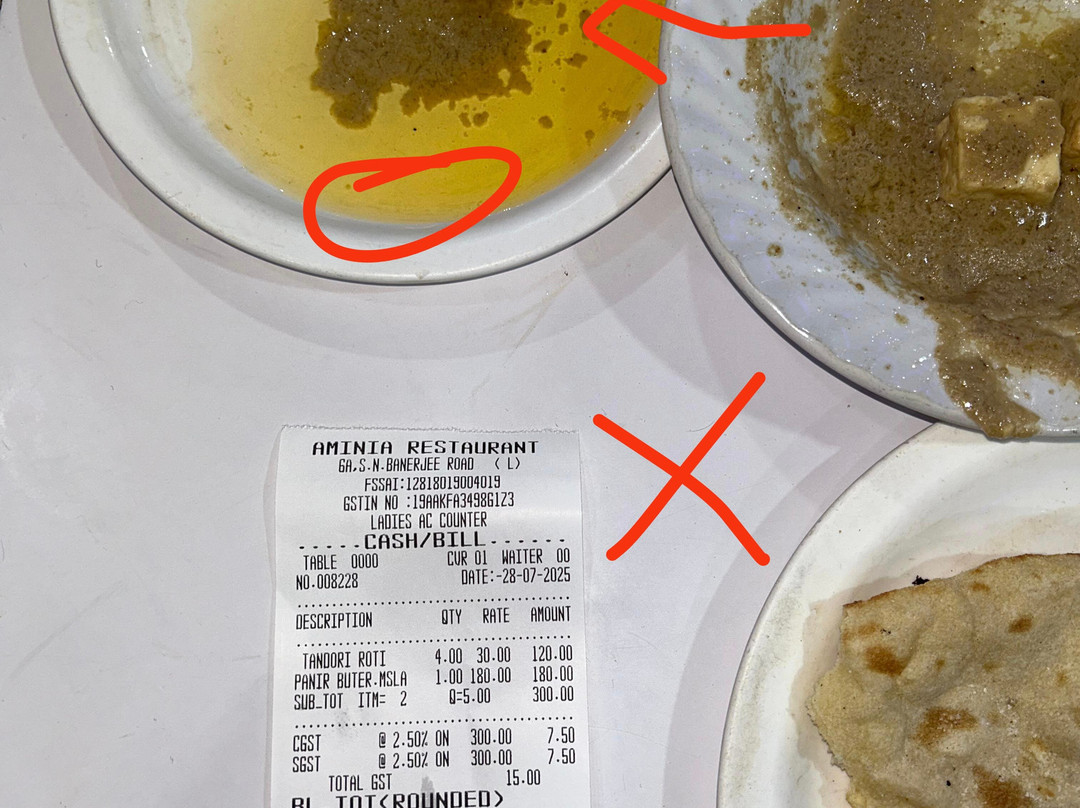 AMINIA RESTAURANT
6A,S.N.BANERJEE ROAD ( L)
FSSAI:12818019004019
GSTIN NO :19AAKFA3498G1Z3
LADIES AC COUNTER
.....CASH/BILL......
TABLE 0000 CVR 01 WAITER 00
NO.008228 DATE:-28-07-2025
DESCRIPTION QTY RATE AMOUNT
TANDORI ROTI 4.00 30.00 120.00
PANIR BUTER.MSLA 1.00 180.00 180.00
SUB_TOT ITM= 2 Q=5.00 300.00
CGST @ 2.50% ON 300.00 7.50
SGST @ 2.50% ON 300.00 7.50
TOTAL GST 15.00
BL TOT(ROUNDED)